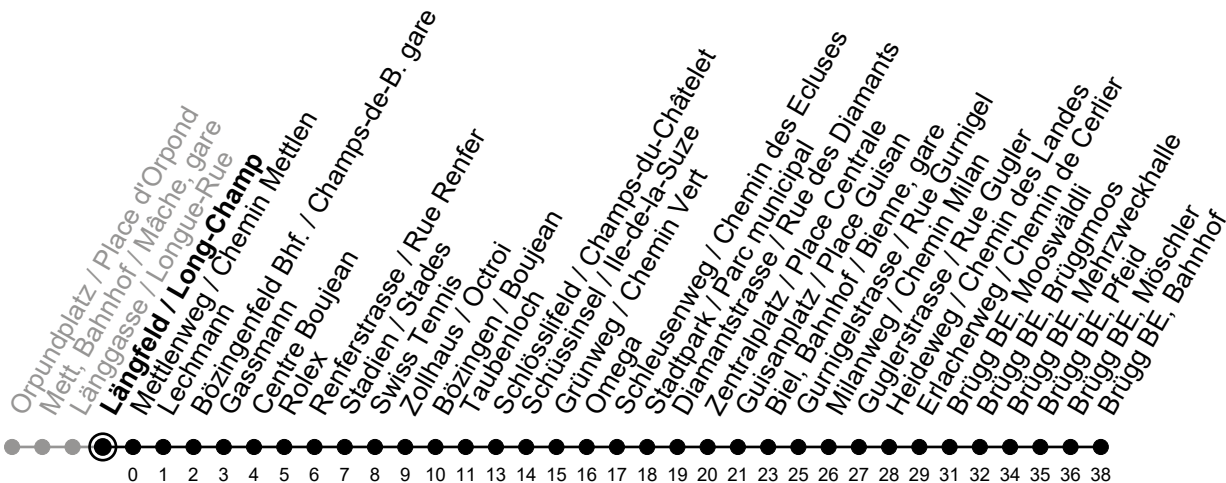 Orpundplatz / Place d'Orpond
Mett, Bahnhof / Mâche, gare
Länggasse / Longue-Rue
Längfeld / Long-Champ
Mettlenweg / Chemin Mettlen
Lechmann
Bözingenfeld Bhf. / Champs-de-B. gare
Gassmann
Centre Boujean
Rolex
Renferstrasse / Rue Renfer
Stadien / Stades
Swiss Tennis
Zollhaus / Octroi
Bözingen / Boujean
Taubenloch
Schlösslifeld / Champs-du-Châtelet
Schüssinsel / Ile-de-la-Suze
Grünweg / Chemin Vert
Omega
Schleusenweg / Chemin des Ecluses
Stadtpark / Parc municipal
Diamantstrasse / Rue des Diamants
Zentralplatz / Place Centrale
Guisanplatz / Place Guisan
Biel, Bahnhof / Bienne, gare
Gurnigelstrasse / Rue Gurnigel
Milanweg / Chemin Milan
Guglerstrasse / Rue Gugler
Heideweg / Chemin des Landes
Erlachenweg / Chemin de Cerlier
Brügg BE, Mooswäldli
Brügg BE, Brüggmoos
Brügg BE, Mehrzweckhalle
Brügg BE, Pfeid
Brügg BE, Möschler
Brügg BE, Bahnhof
0 1 2 3 4 5 6 7 8 9 10 11 13 14 15 16 17 18 19 20 21 23 25 26 27 28 29 31 32 34 35 36 38